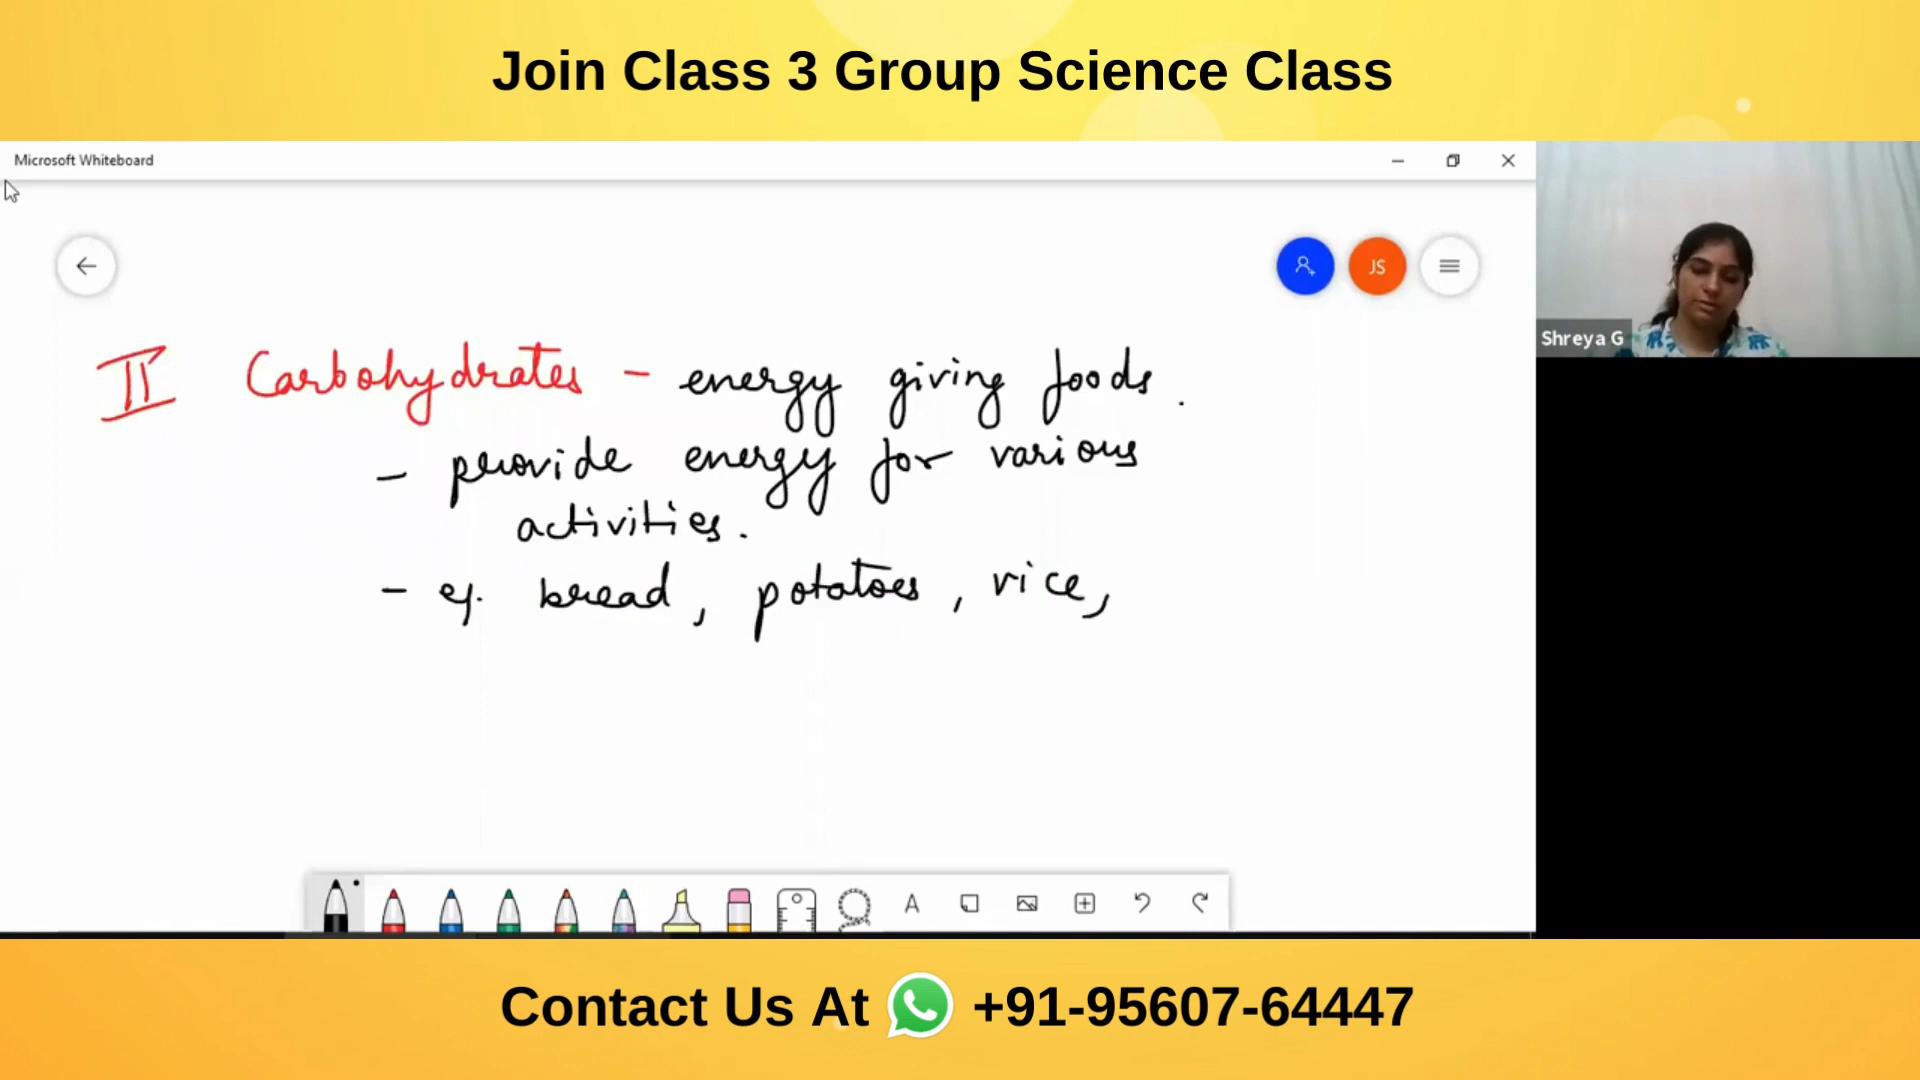 Join Class 3 Group Science Class
Microsoft Whiteboard
JS
Shreya G
II Carbohydrates - energy giving foods.
- provide energy for various
activities.
- eg. bread, potatoes, rice,
A
Contact Us At +91-95607-64447